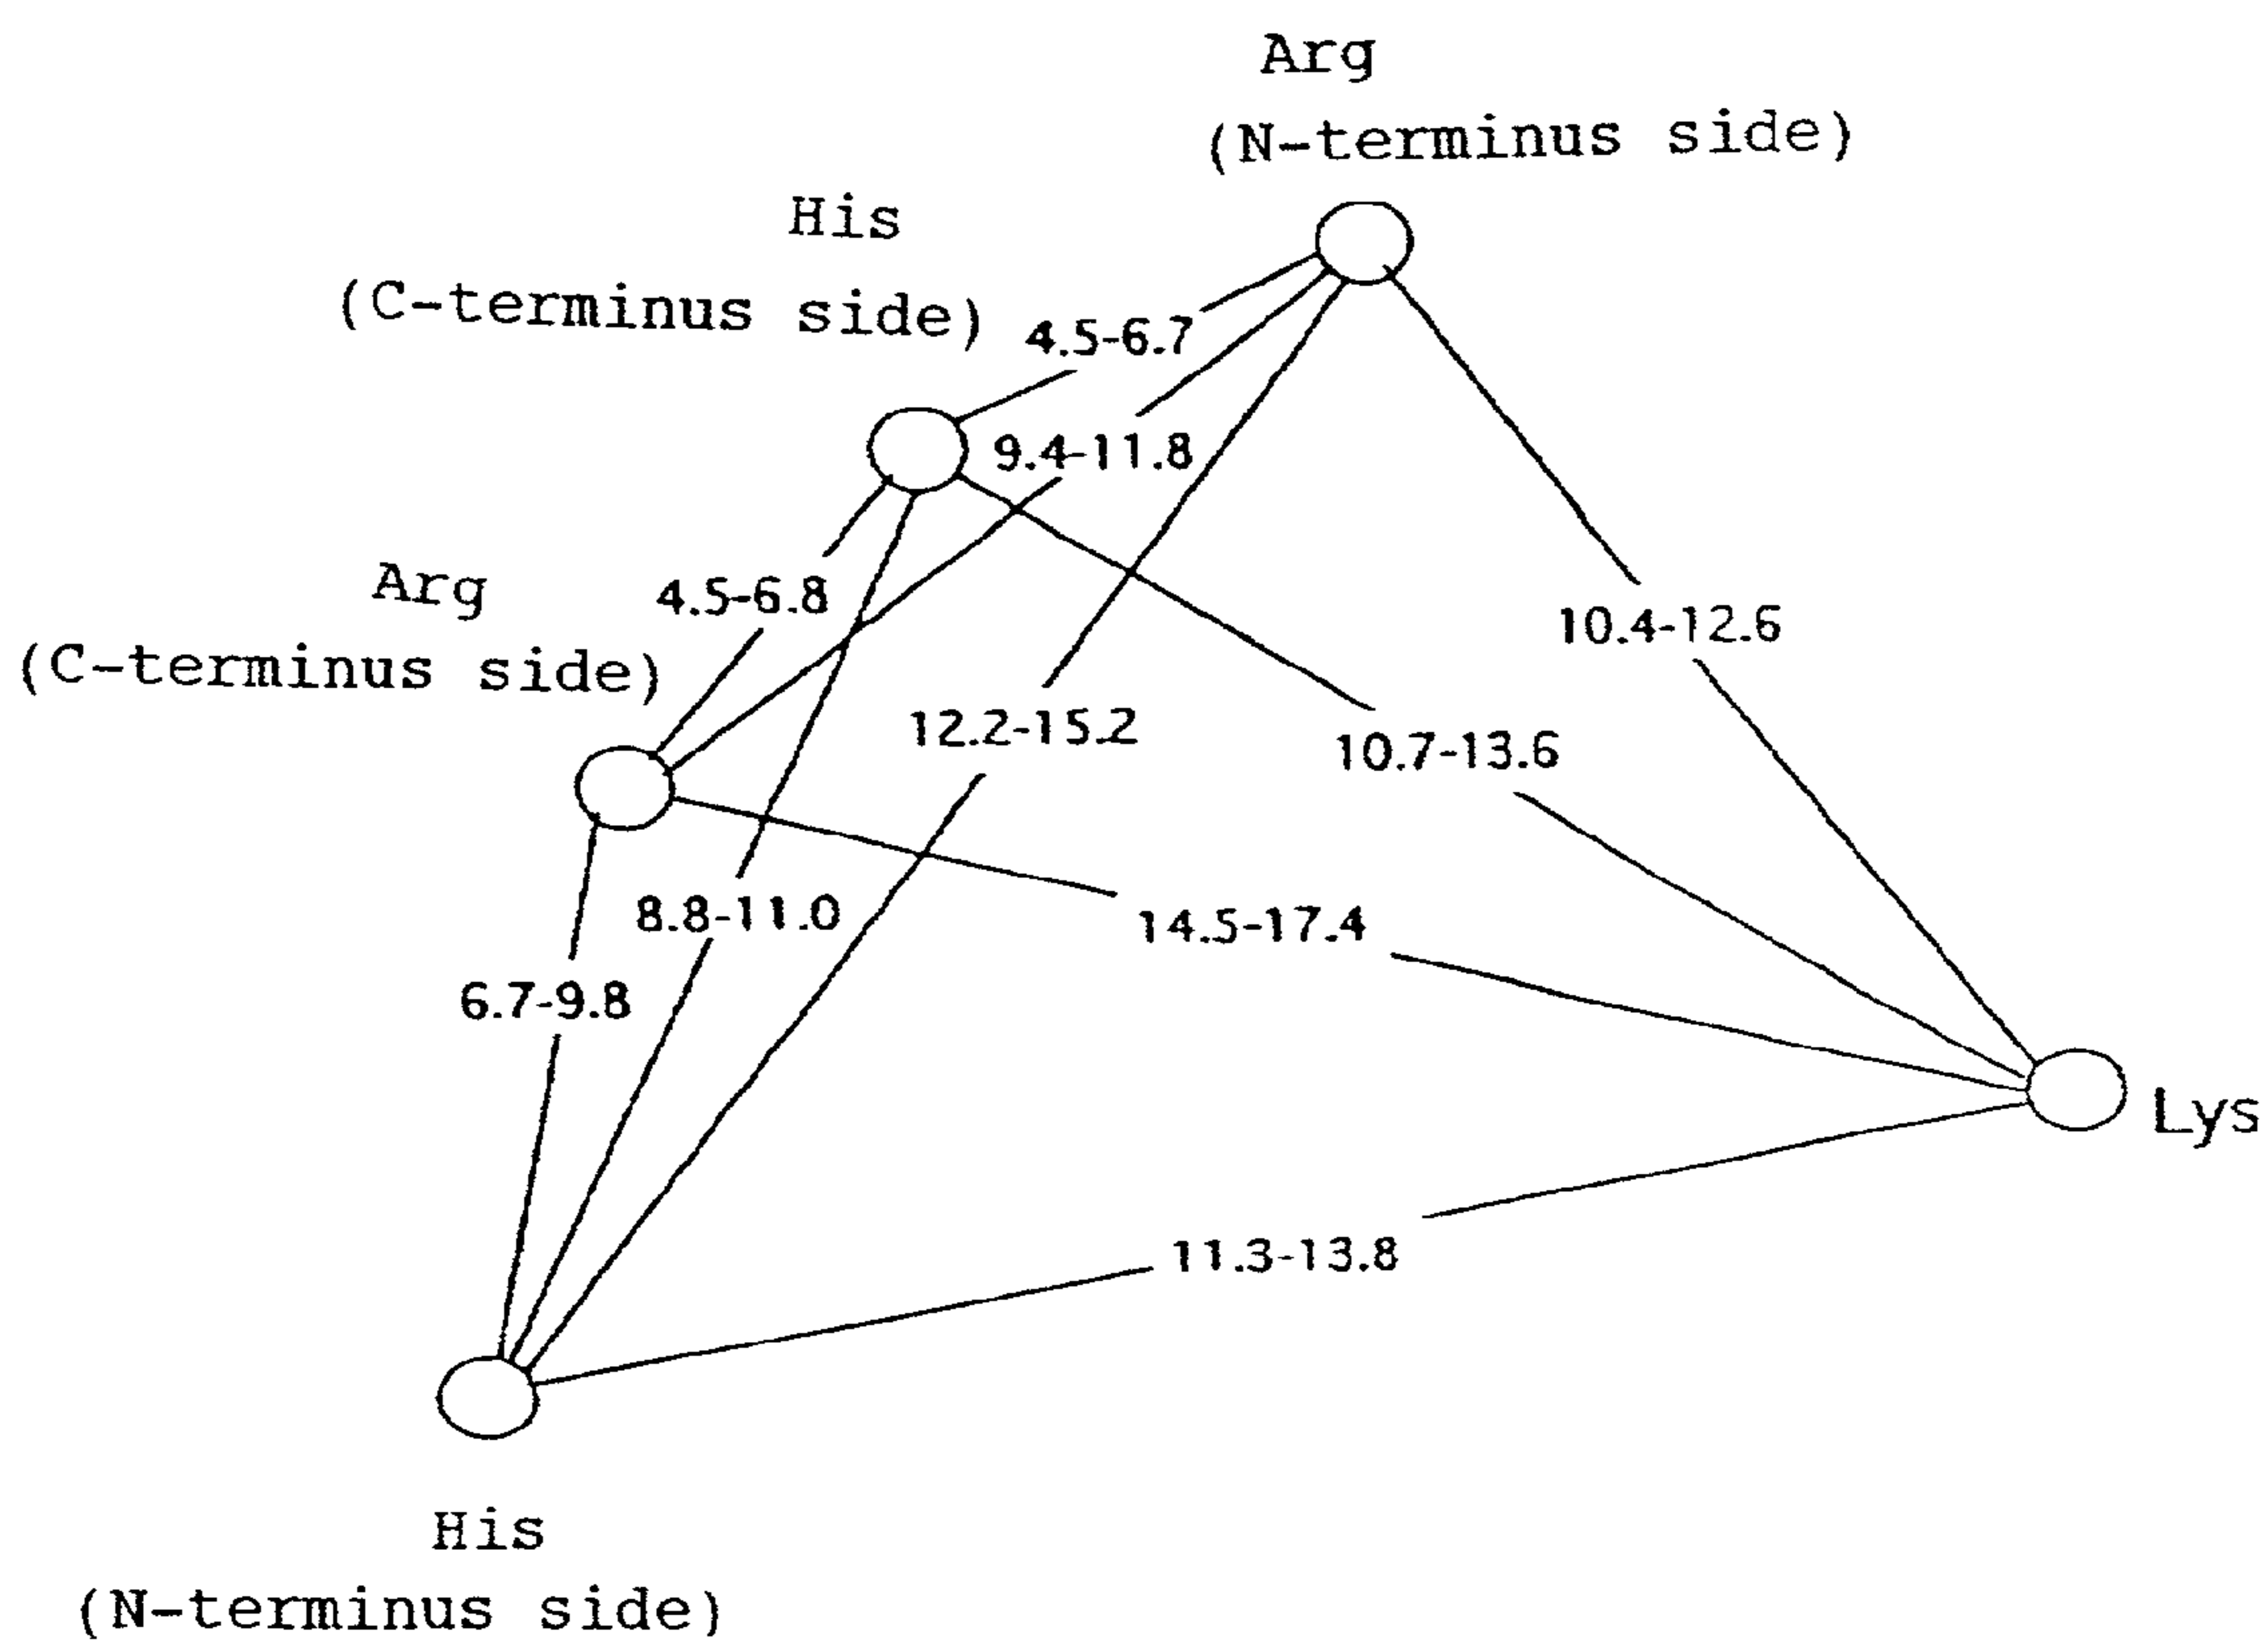 Arg
(N-terminus side)
His
(C-terminus side)
4.5-6.7
9.4-11.8
Arg
(C-terminus side)
4.5-6.8
10.4-12.6
12.2-15.2
10.7-13.6
8.8-11.0
14.5-17.4
6.7-9.8
Lys
11.3-13.8
His
(N-terminus side)